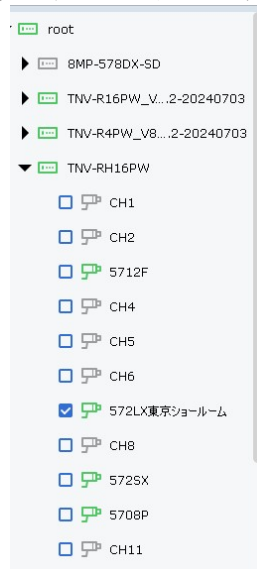 root
8MP-578DX-SD
TNV-R16PW_V....2-20240703
TNV-R4PW_V8....2-20240703
TNV-RH16PW
CH1
CH2
5712F
CH4
CH5
CH6
572LX東京ショールーム
CH8
572SX
5708P
CH11